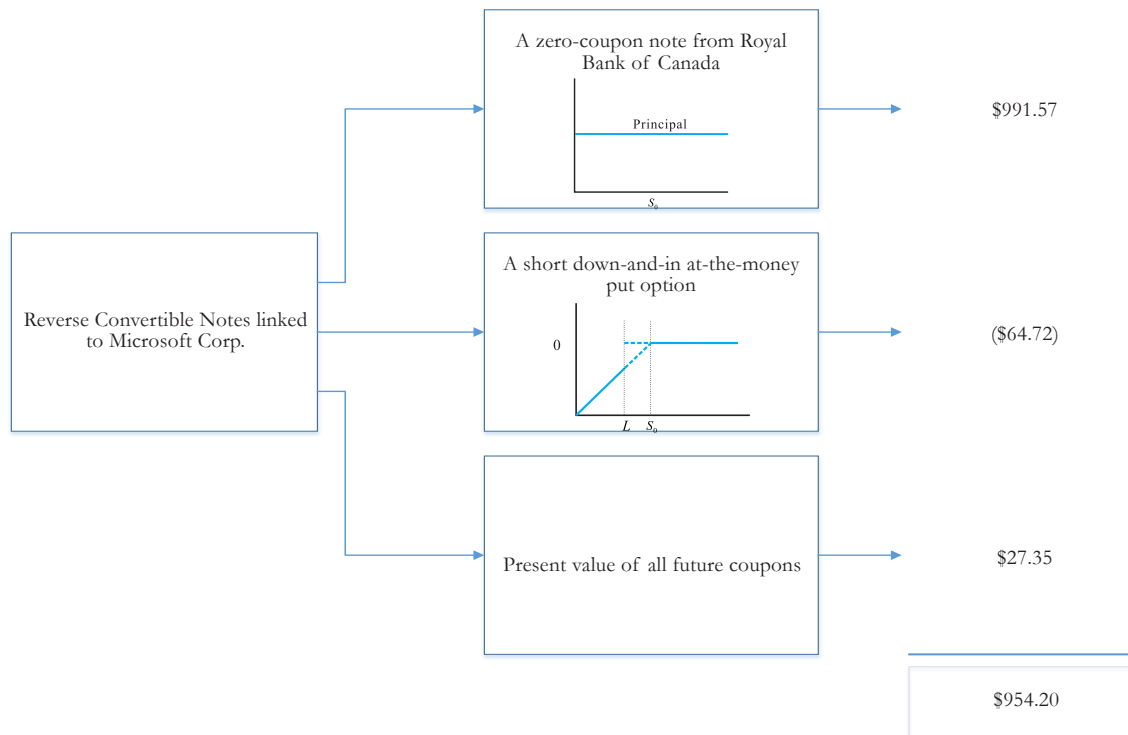 A zero-coupon note from Royal
Bank of Canada
Principal
S₀
$991.57
Reverse Convertible Notes linked
to Microsoft Corp.
A short down-and-in at-the-money
put option
0
L S₀
($64.72)
Present value of all future coupons
$27.35
$954.20